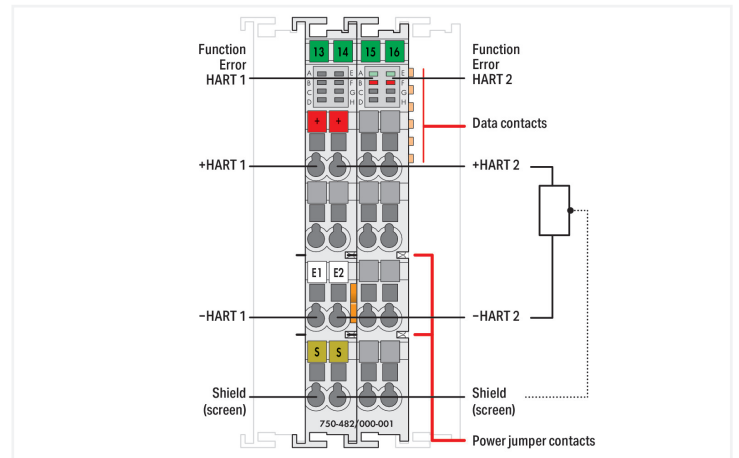 Function
Error
HART 1
13 14 15 16
Function
Error
HART 2
A E A E
B F B F
C G C G
D H D H
+ +
Data contacts
+HART 1
+HART 2
E1 E2
−HART 1
−HART 2
S S
Shield
(screen)
Shield
(screen)
750-482/000-001
Power jumper contacts